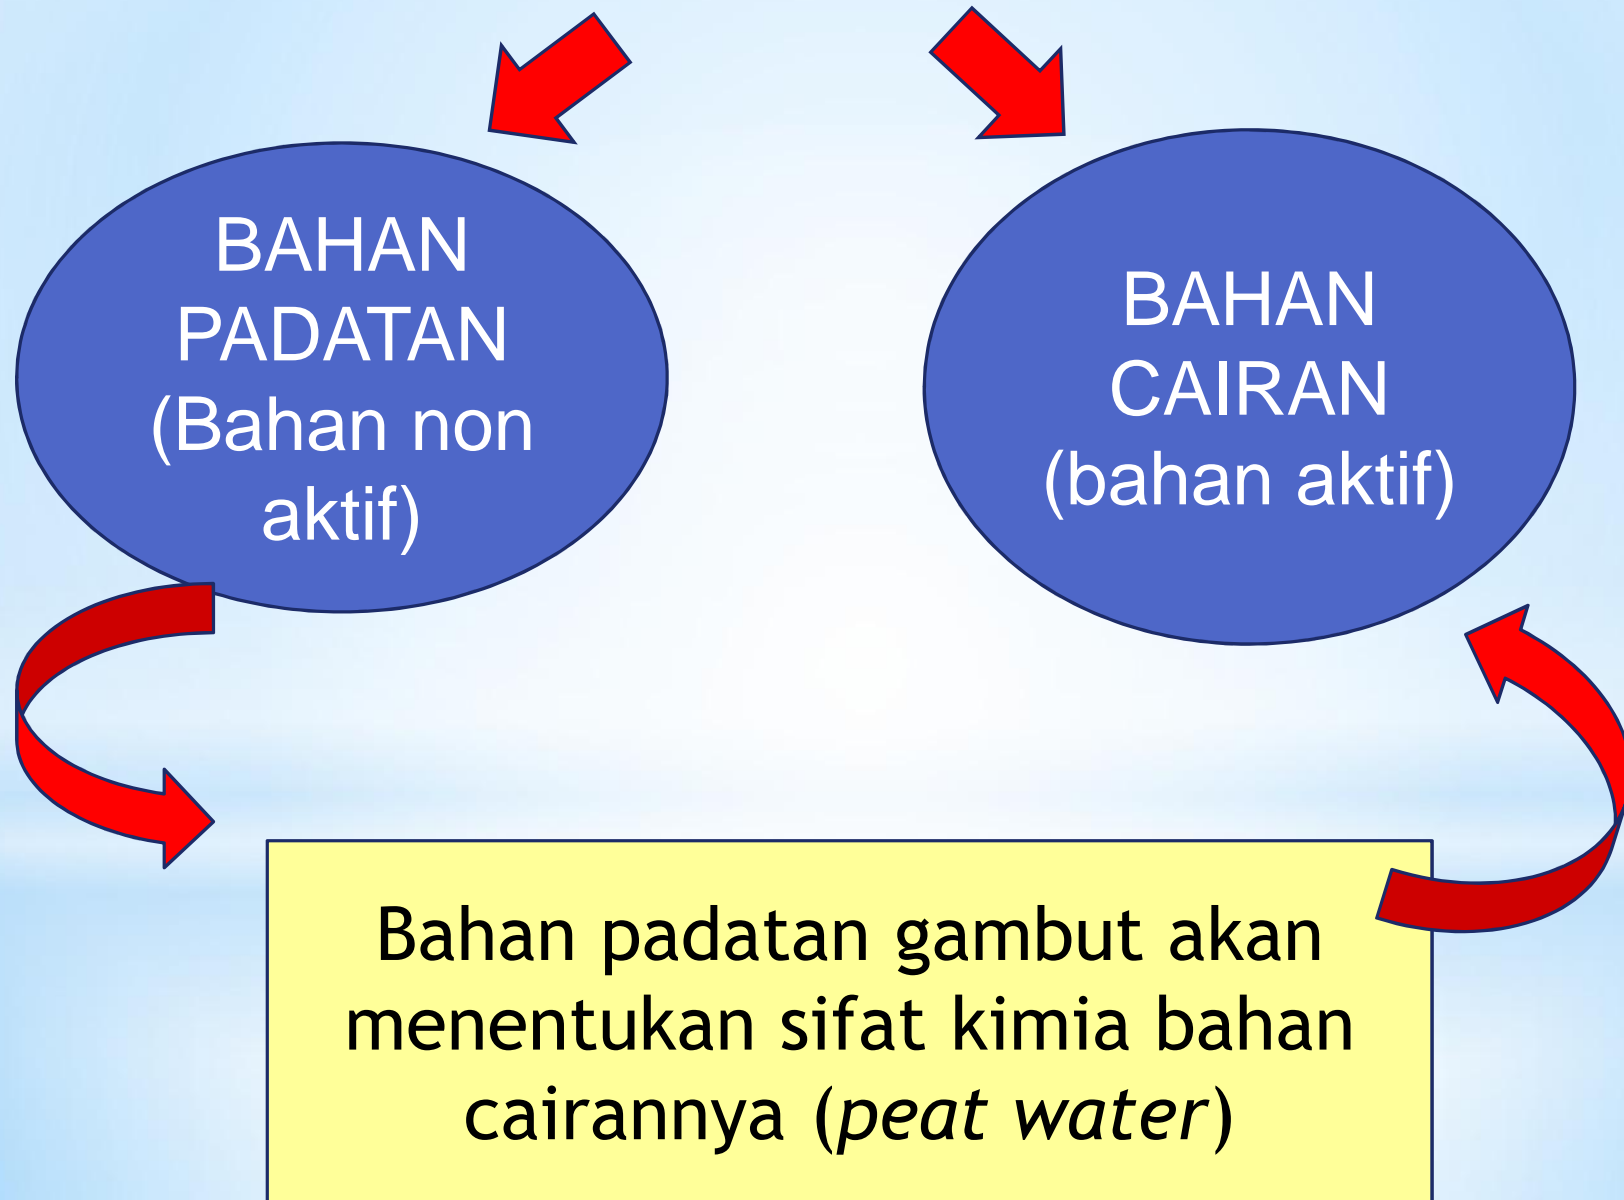 BAHAN
PADATAN
(Bahan non
aktif)
BAHAN
CAIRAN
(bahan aktif)
Bahan padatan gambut akan
menentukan sifat kimia bahan
cairannya (peat water)